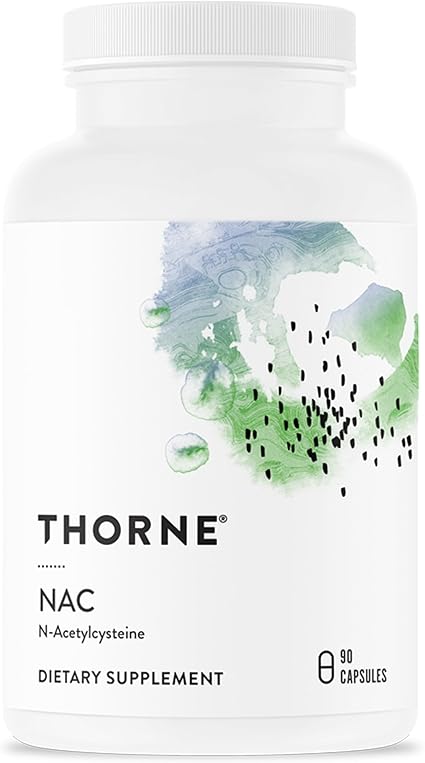 THORNE®
NAC
N-Acetylcysteine
DIETARY SUPPLEMENT
90
CAPSULES